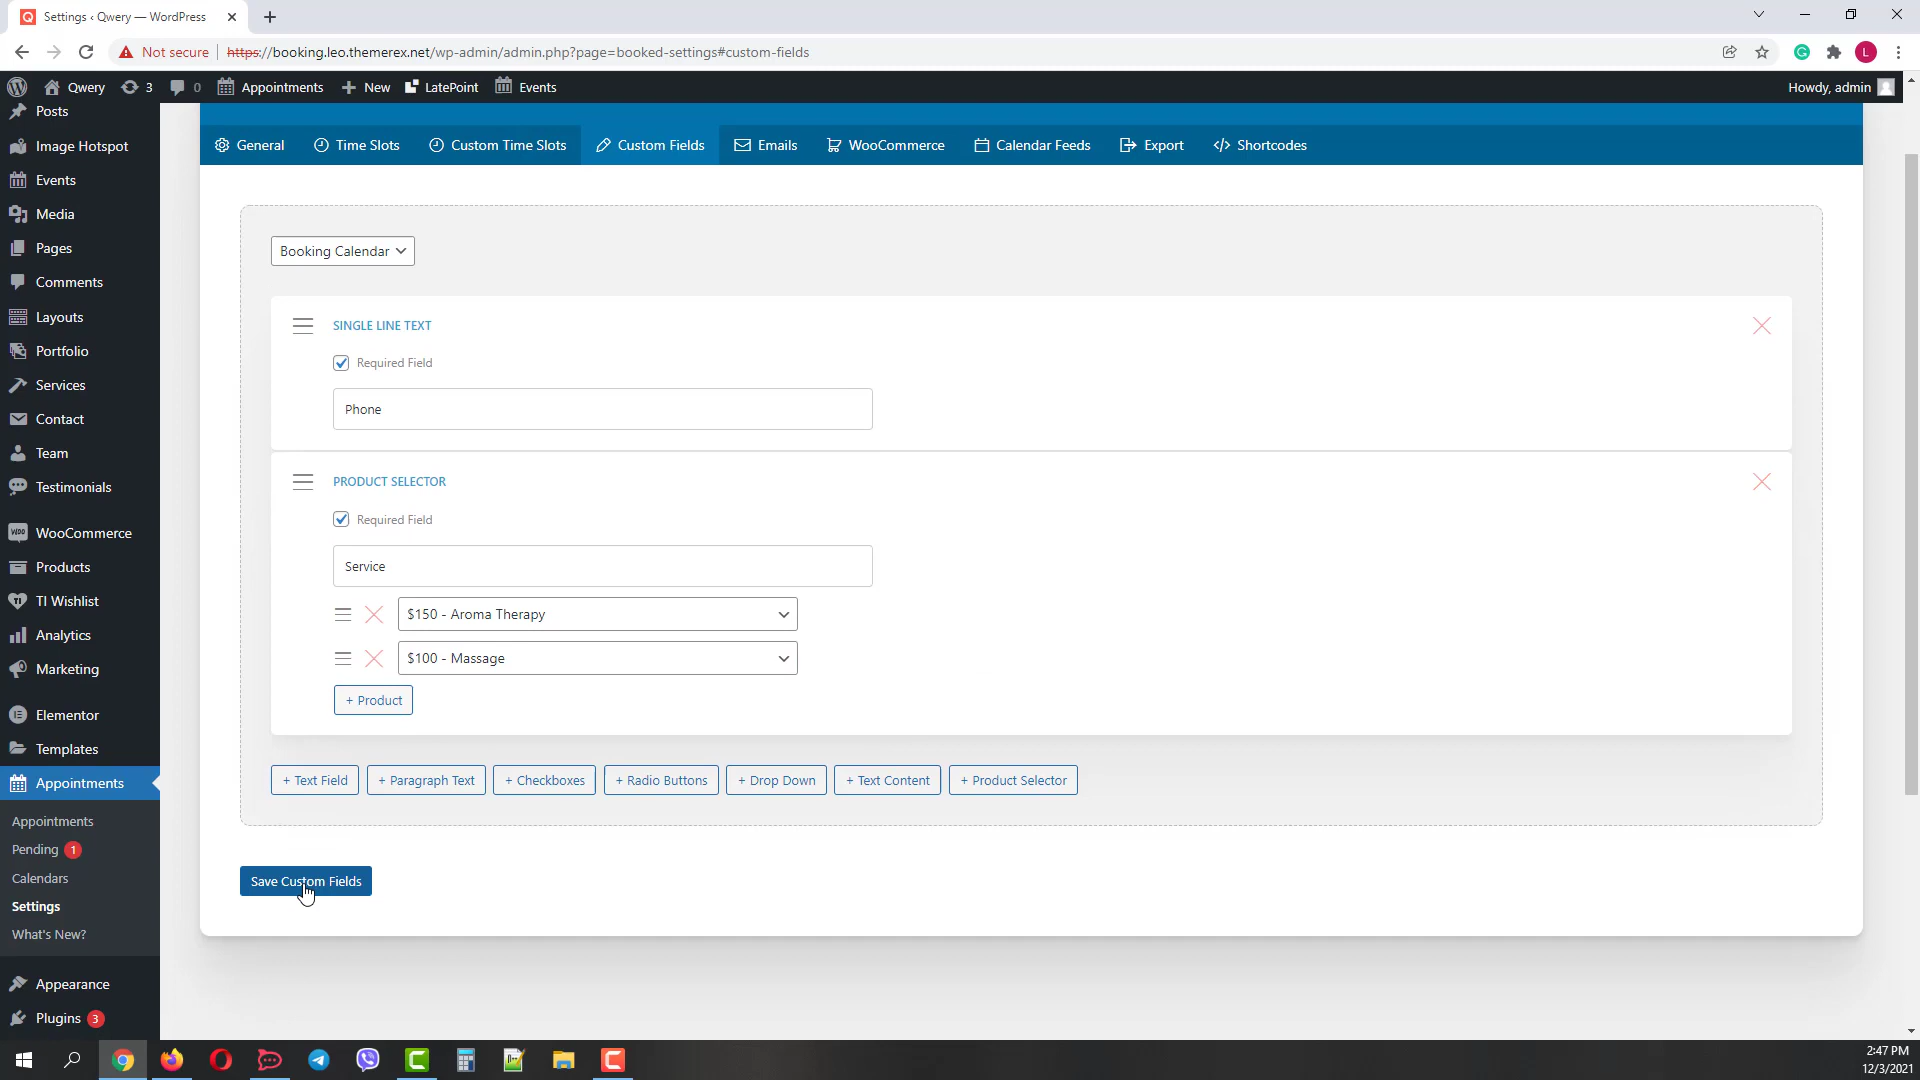 Settings ‹ Qwery — WordPress
Not secure https://booking.leo.themerex.net/wp-admin/admin.php?page=booked-settings#custom-fields
L
Qwery 3 0 Appointments New LatePoint Events Howdy, admin
Posts
Image Hotspot
Events
Media
Pages
Comments
Layouts
Portfolio
Services
Contact
Team
Testimonials
WooCommerce
Products
TI Wishlist
Analytics
Marketing
Elementor
Templates
Appointments
Appointments
Pending 1
Calendars
Settings
What's New?
Appearance
Plugins 3
General Time Slots Custom Time Slots Custom Fields Emails WooCommerce Calendar Feeds Export Shortcodes
Booking Calendar
SINGLE LINE TEXT
Required Field
Phone
PRODUCT SELECTOR
Required Field
Service
$150 - Aroma Therapy
$100 - Massage
+ Product
+ Text Field + Paragraph Text + Checkboxes + Radio Buttons + Drop Down + Text Content + Product Selector
Save Custom Fields
2:47 PM
12/3/2021